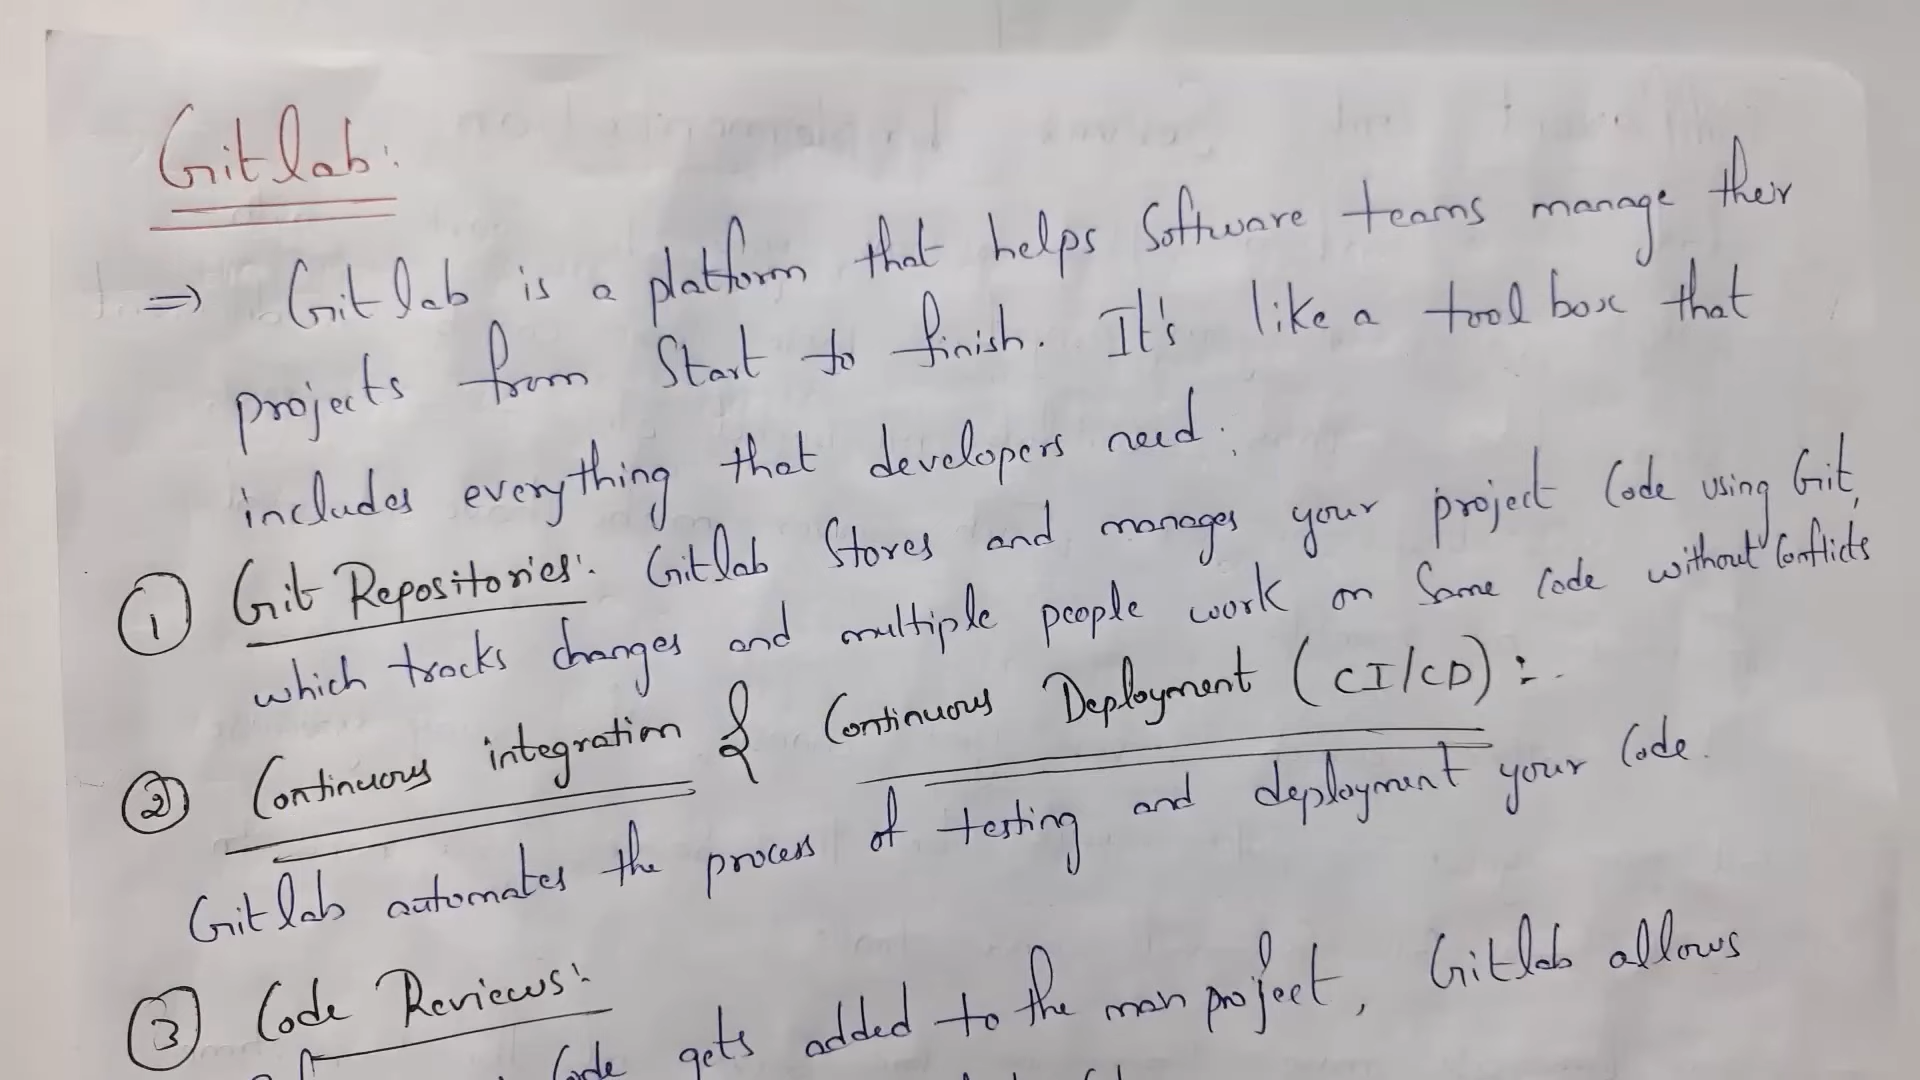 Gitlab:
=> Gitlab is a platform that helps Software teams manage their
projects from Start to finish. It's like a tool box that
includes everything that developers need.
① Git Repositories:- Gitlab Stores and manages your project Code using Git,
which tracks changes and multiple people work on Same Code without Conflicts
② Continuous integration & Continuous Deployment (CI/CD):-
Gitlab automates the process of testing and deployment your Code.
③ Code Reviews:-
Code gets added to the main project, Gitlab allows